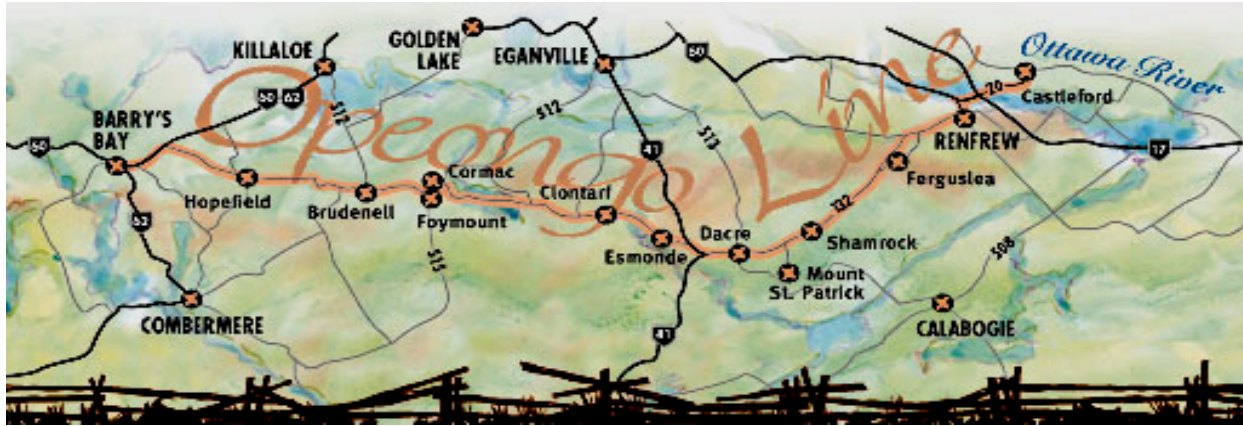 Opeongo Line
Ottawa River
KILLALOE
GOLDEN
LAKE
EGANVILLE
60
20
Castleford
RENFREW
17
BARRY'S
BAY
60
60 62
512
512
513
41
Hopefield
Brudenell
Cormac
Foymount
Clontarf
Esmonde
Dacre
132
Ferguslea
Shamrock
Mount
St. Patrick
62
515
508
COMBERMERE
CALABOGIE
41